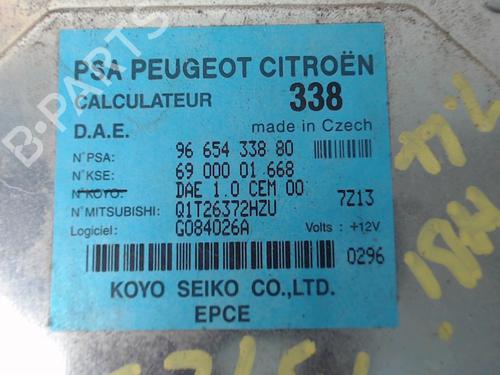 PSA PEUGEOT CITROËN
CALCULATEUR 338
D.A.E. made in Czech
N°PSA: 96 654 338 80
N°KSE: 69 000 01 668
N°KOYO: DAE 1.0 CEM 00 7Z13
N°MITSUBISHI: Q1T26372HZU
Logiciel: G084026A Volts : +12V
0296
KOYO SEIKO CO.,LTD.
EPCE
B-PARTS